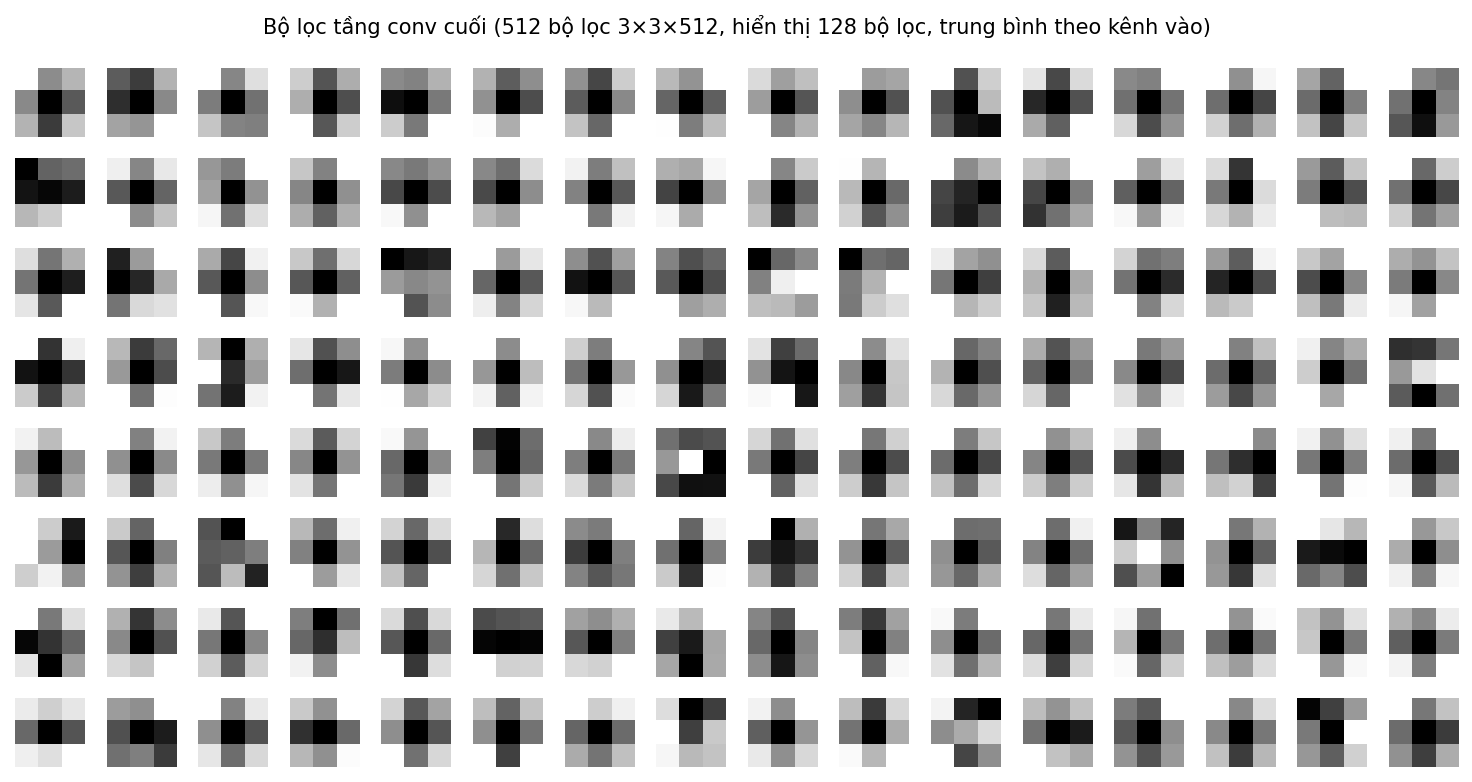 Bộ lọc tầng conv cuối (512 bộ lọc 3×3×512, hiển thị 128 bộ lọc, trung bình theo kênh vào)